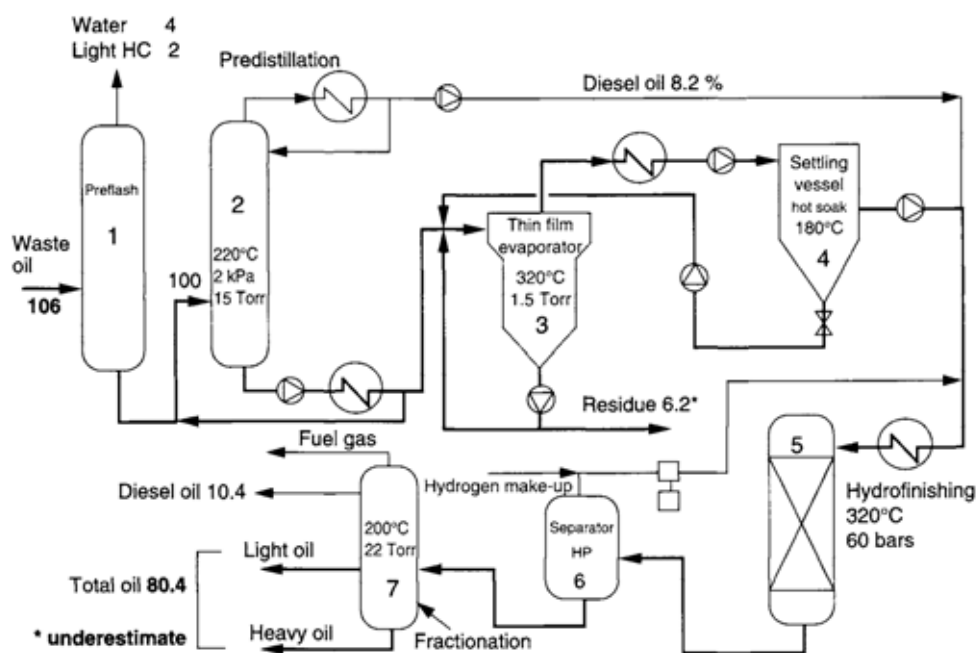 Water 4
Light HC 2
Predistillation
Diesel oil 8.2 %
Preflash
1
Waste
oil
106
100
2
220°C
2 kPa
15 Torr
Thin film
evaporator
320°C
1.5 Torr
3
Settling
vessel
hot soak
180°C
4
Residue 6.2*
Fuel gas
Diesel oil 10.4
Light oil
Total oil 80.4
* underestimate
Heavy oil
200°C
22 Torr
7
Fractionation
Hydrogen make-up
Separator
HP
6
5
Hydrofinishing
320°C
60 bars